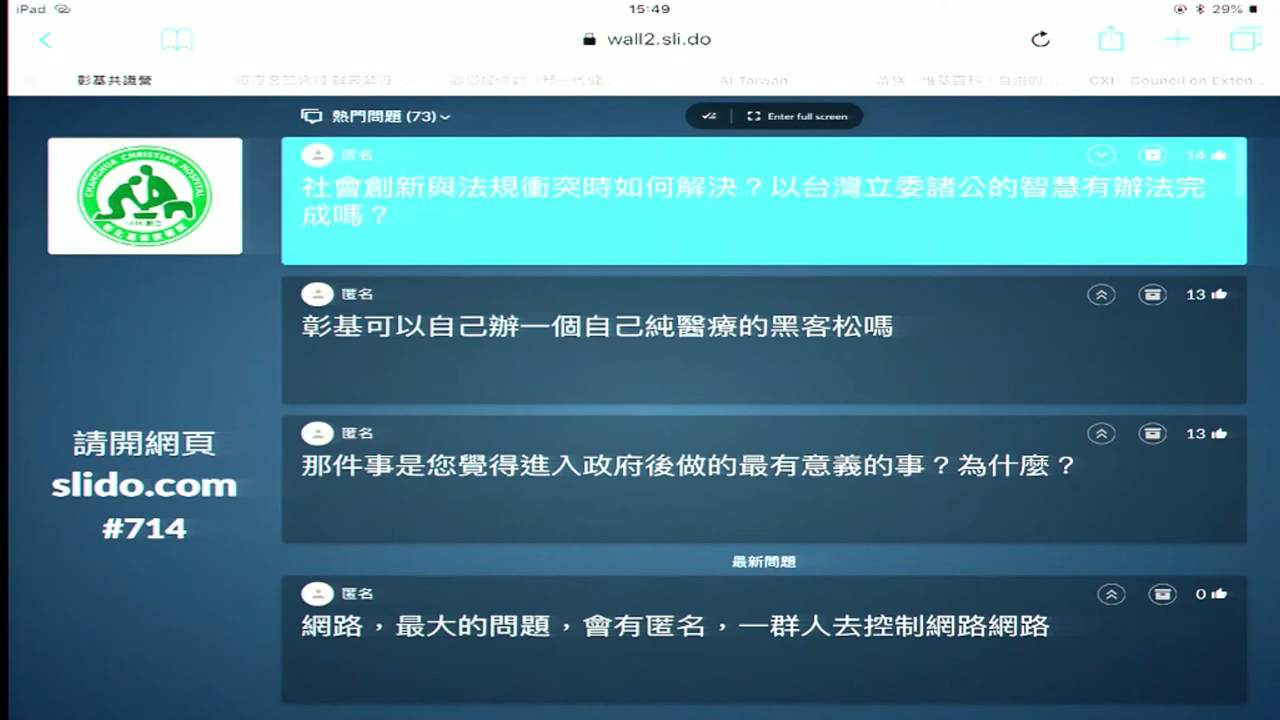 iPad
15:49
29%
wall2.sli.do
彰基共識營
AI Taiwan
CXI - Council on Exten...
熱門問題 (73)
Enter full screen
CHANGHUA CHRISTIAN HOSPITAL
匿名
14
社會創新與法規衝突時如何解決?以台灣立委諸公的智慧有辦法完
成嗎?
匿名
13
彰基可以自己辦一個自己純醫療的黑客松嗎
匿名
13
那件事是您覺得進入政府後做的最有意義的事?為什麼?
請開網頁
slido.com
#714
最新問題
匿名
0
網路,最大的問題,會有匿名,一群人去控制網路網路